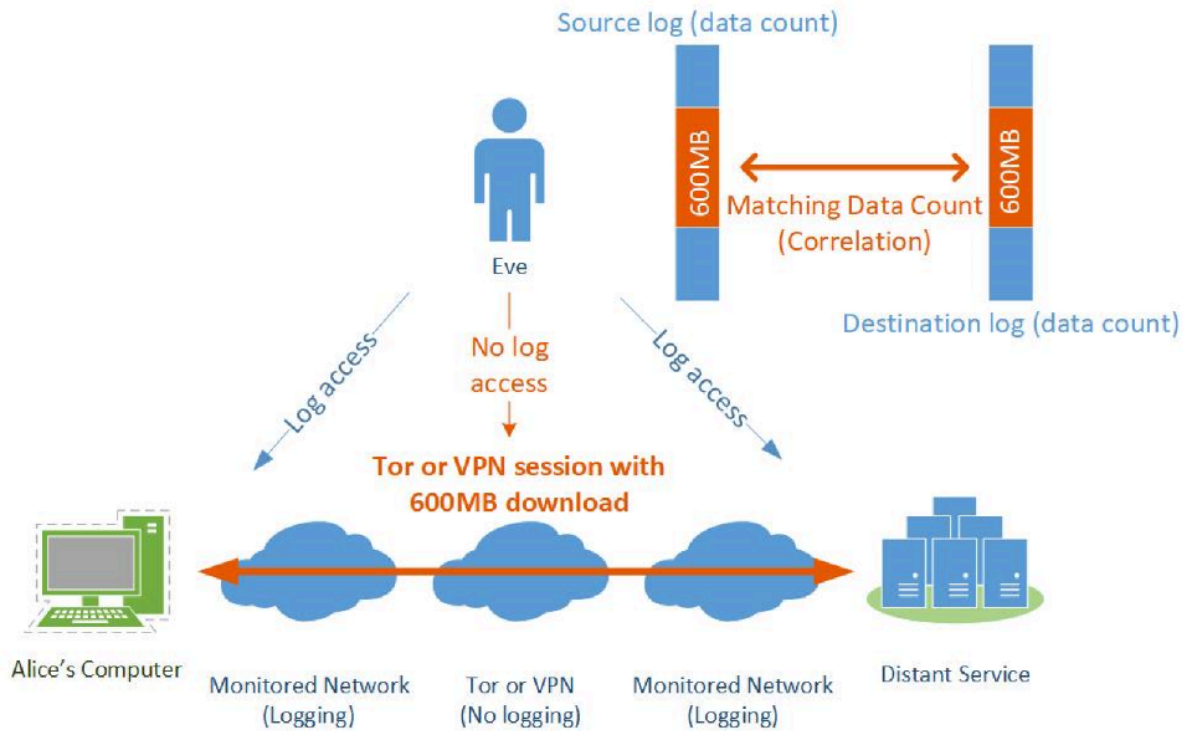 Source log (data count)
600MB
600MB
Matching Data Count
(Correlation)
Destination log (data count)
Eve
Log access
No log
access
Log access
Tor or VPN session with
600MB download
Alice's Computer
Monitored Network
(Logging)
Tor or VPN
(No logging)
Monitored Network
(Logging)
Distant Service